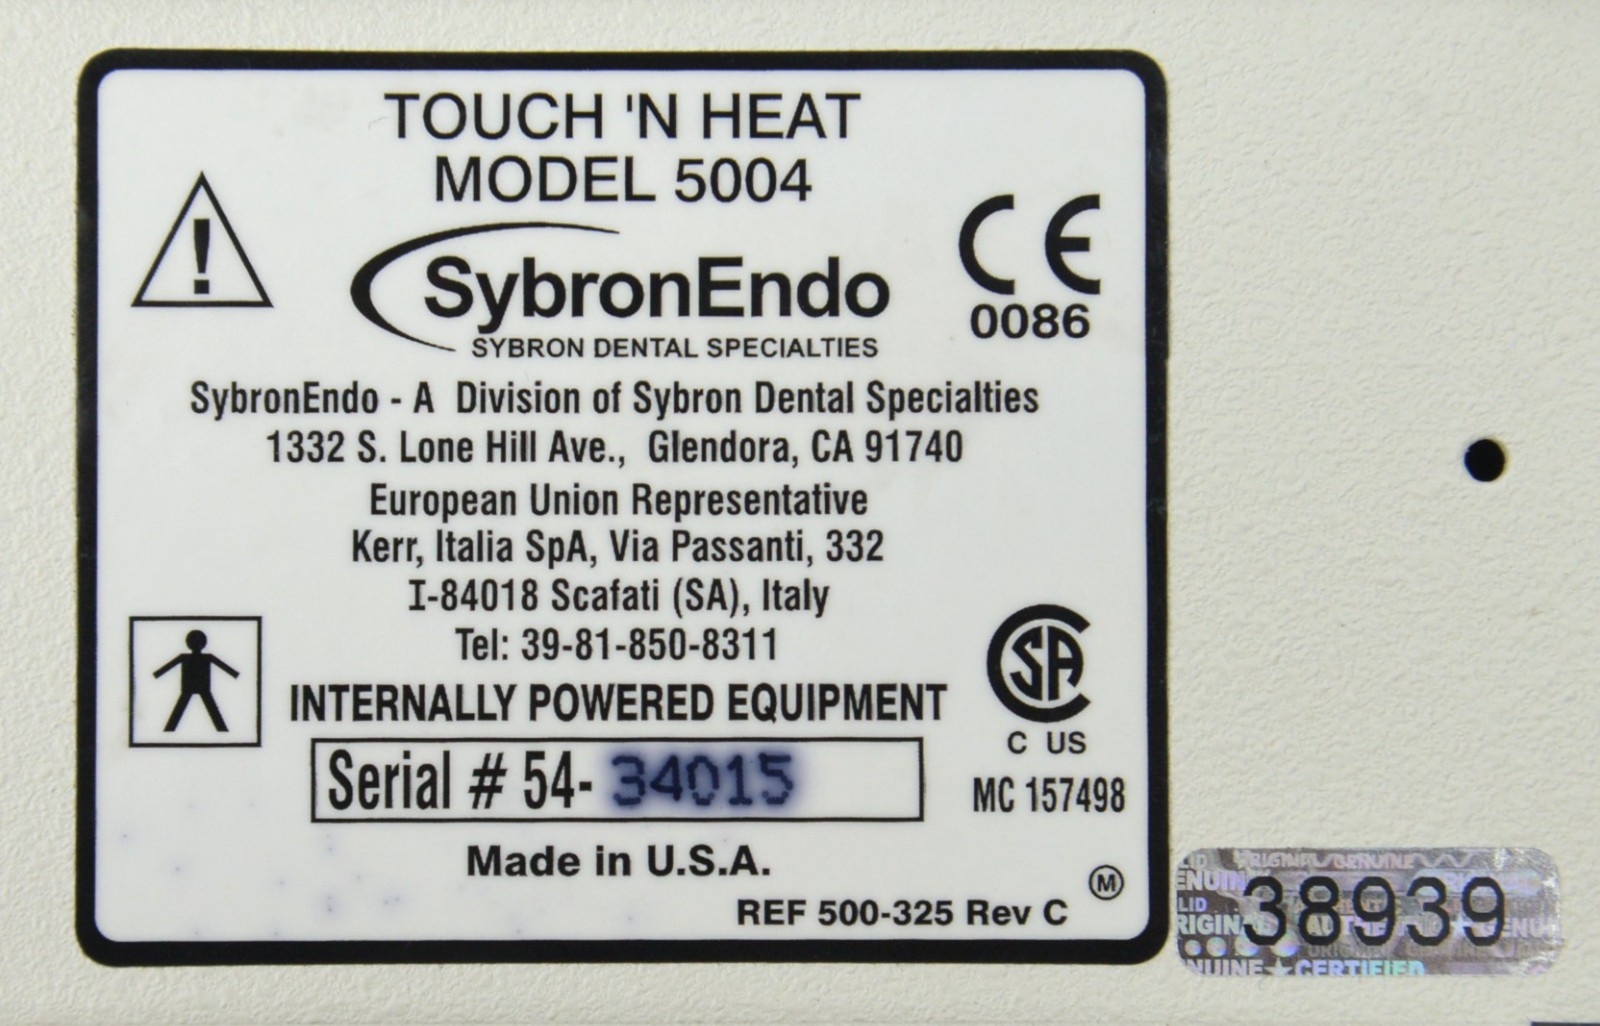 TOUCH 'N HEAT
MODEL 5004
CE
0086
SybronEndo
SYBRON DENTAL SPECIALTIES
SybronEndo - A Division of Sybron Dental Specialties
1332 S. Lone Hill Ave., Glendora, CA 91740
European Union Representative
Kerr, Italia SpA, Via Passanti, 332
I-84018 Scafati (SA), Italy
Tel: 39-81-850-8311
INTERNALLY POWERED EQUIPMENT
SA
C US
MC 157498
Serial # 54-34015
Made in U.S.A.
M
REF 500-325 Rev C
38939
CERTIFIED